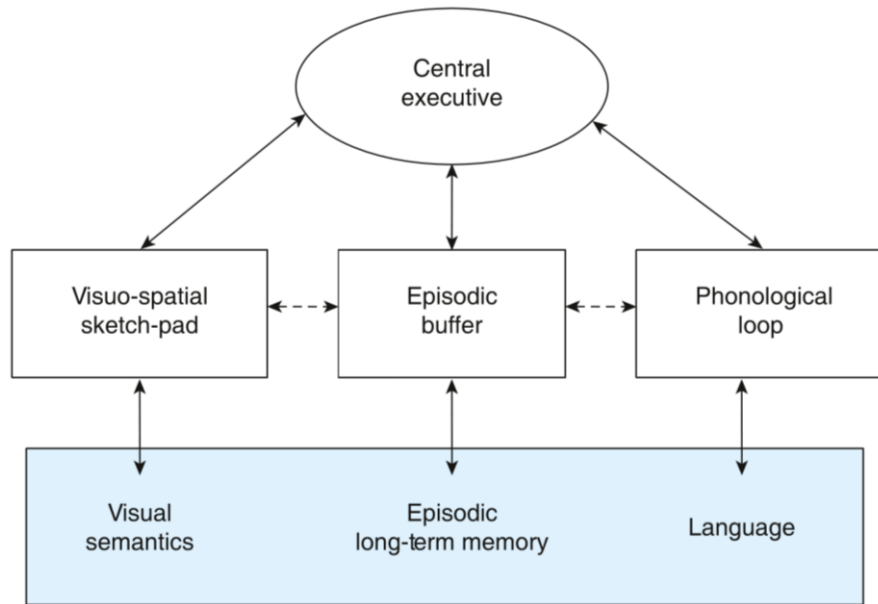 Central
executive
Visuo-spatial
sketch-pad
Episodic
buffer
Phonological
loop
Visual
semantics
Episodic
long-term memory
Language